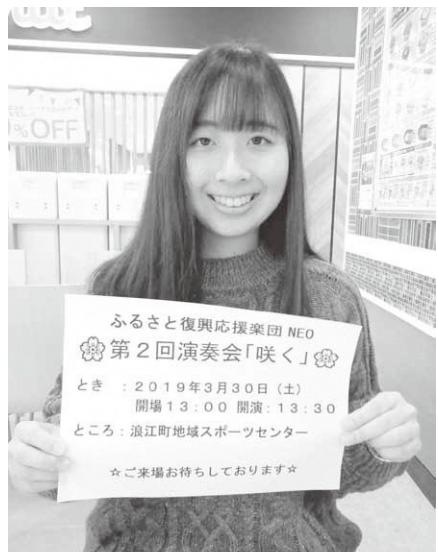 %OFF
ふるさと復興応援楽団 NEO
第2回演奏会「咲く」
とき ：2019年3月30日（土）
開場13：00 開演：13：30
ところ：浪江町地域スポーツセンター
☆ご来場お待ちしております☆